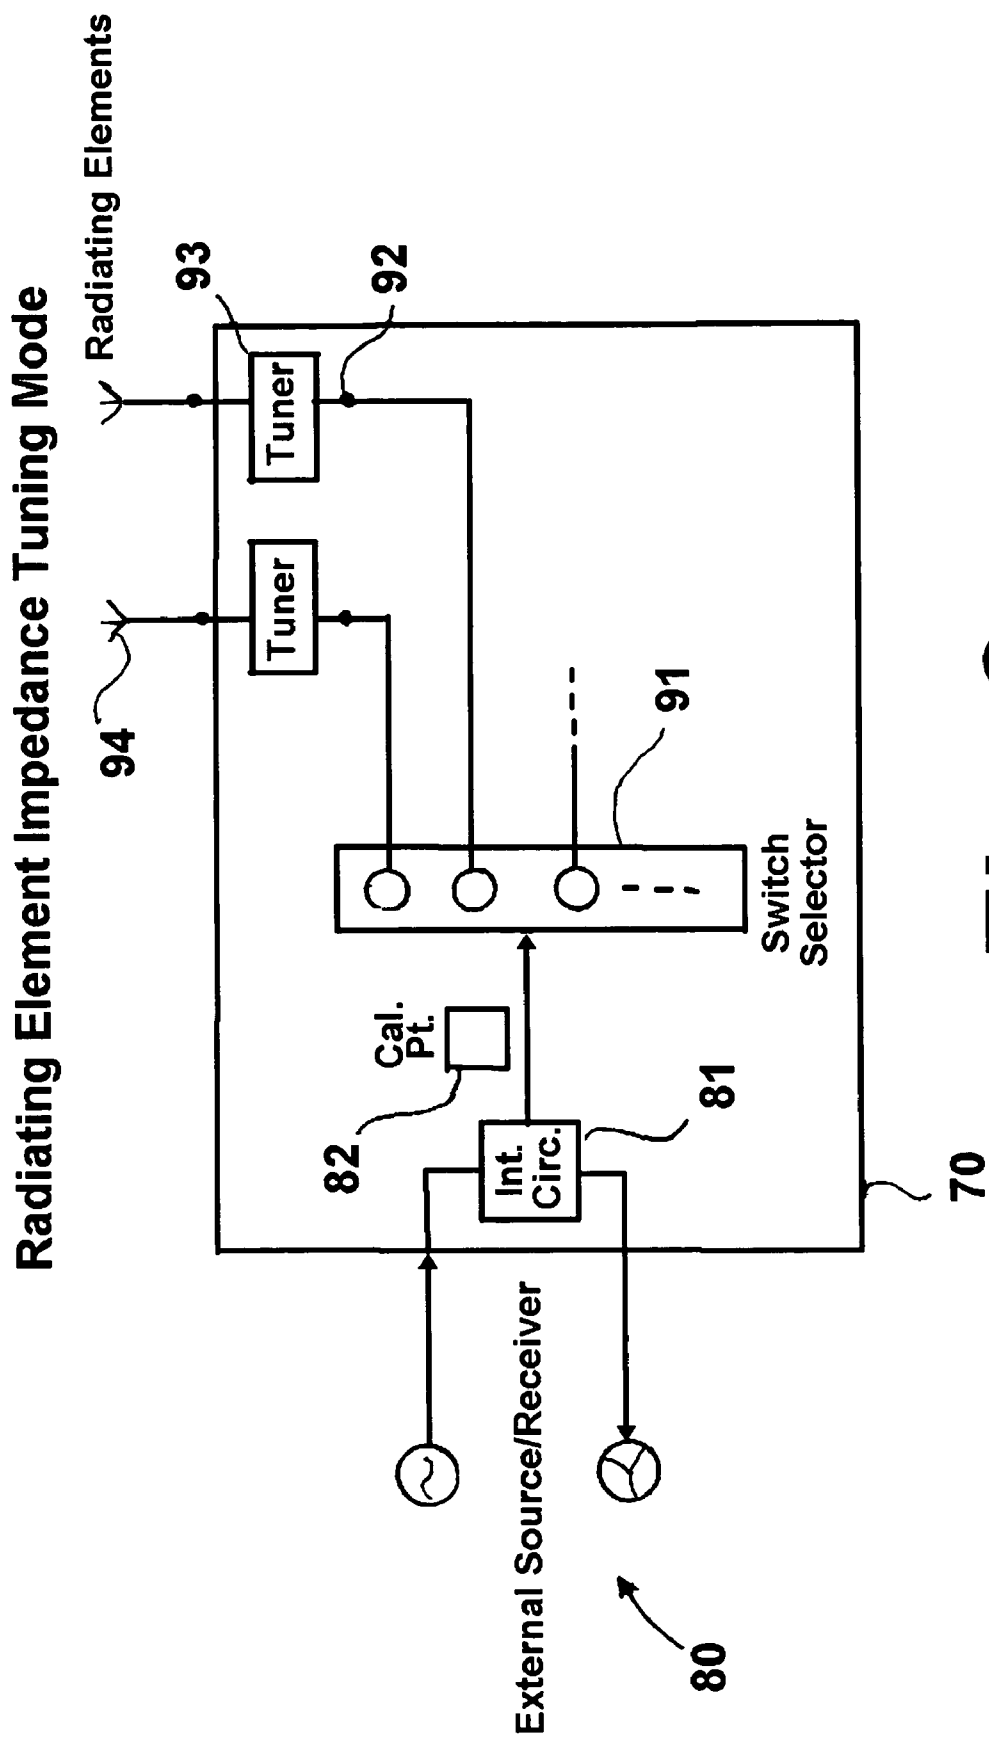 Radiating Element Impedance Tuning Mode
Radiating Elements
94
93
92
Tuner
Tuner
82
Cal.
Pt.
91
Int.
Circ.
81
Switch
Selector
External Source/Receiver
70
80